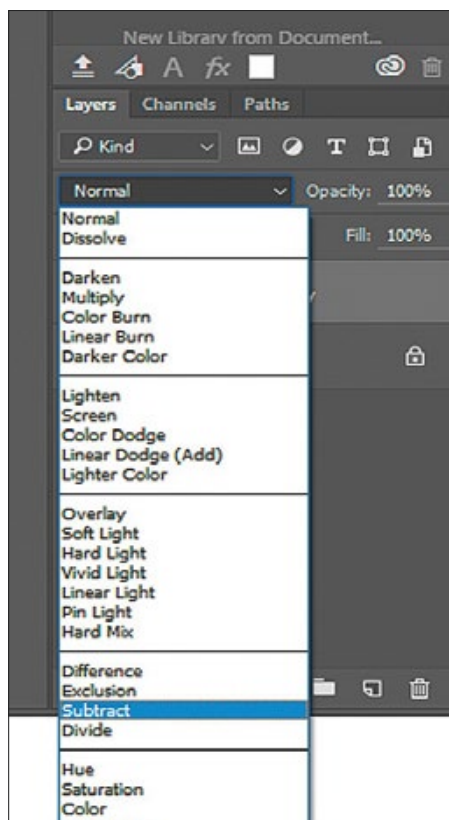 New Library from Document...
A fx
Layers Channels Paths
Kind T
Normal Opacity: 100%
Normal
Dissolve
Fill: 100%
Darken
Multiply
Color Burn
Linear Burn
Darker Color
Lighten
Screen
Color Dodge
Linear Dodge (Add)
Lighter Color
Overlay
Soft Light
Hard Light
Vivid Light
Linear Light
Pin Light
Hard Mix
Difference
Exclusion
Subtract
Divide
Hue
Saturation
Color